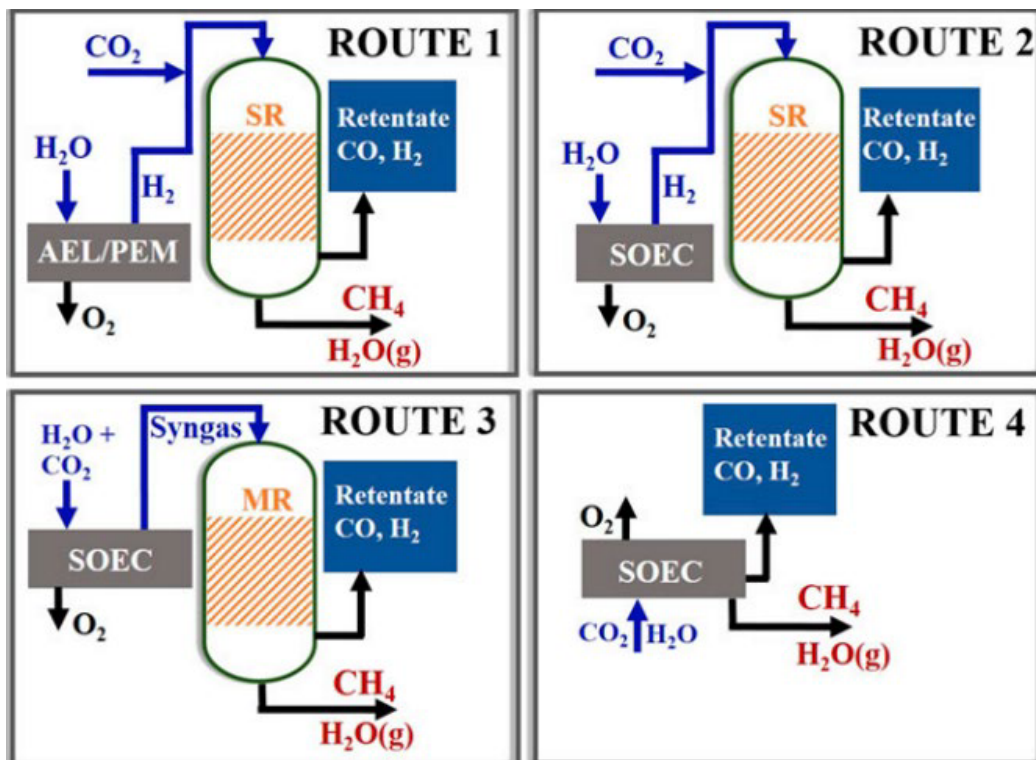 ROUTE 1
CO₂
SR
Retentate
CO, H₂
H₂O
H₂
AEL/PEM
O₂
CH₄
H₂O(g)
ROUTE 2
CO₂
SR
Retentate
CO, H₂
H₂O
H₂
SOEC
O₂
CH₄
H₂O(g)
ROUTE 3
H₂O +
CO₂
Syngas
MR
Retentate
CO, H₂
SOEC
O₂
CH₄
H₂O(g)
ROUTE 4
Retentate
CO, H₂
O₂
SOEC
CO₂ H₂O
CH₄
H₂O(g)